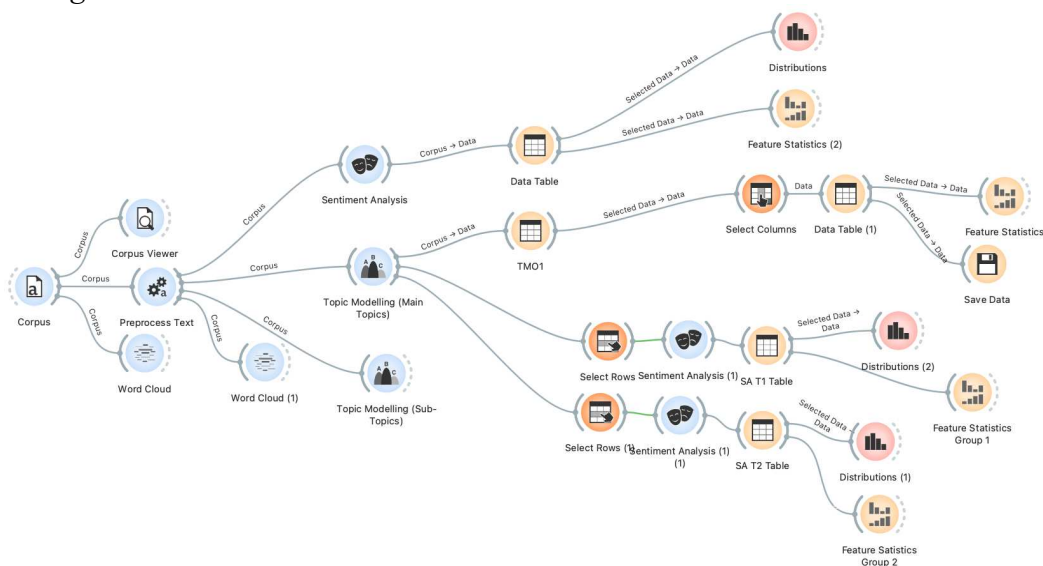 Distributions
Selected Data → Data
Selected Data → Data
Feature Statistics (2)
Corpus → Data
Sentiment Analysis
Data Table
Corpus
Selected Data → Data
Data
Selected Data → Data
Select Columns
Data Table (1)
Feature Statistics
Selected Data → Data
Save Data
Corpus → Data
TMO1
Corpus
Corpus Viewer
Corpus
Corpus
Preprocess Text
Corpus
A B C
Topic Modelling (Main
Topics)
a
Corpus
a
Corpus
Word Cloud
Corpus
Word Cloud (1)
Corpus
A B C
Topic Modelling (Sub-
Topics)
Select Rows
Sentiment Analysis (1)
SA T1 Table
Selected Data →
Data
Distributions (2)
Feature Statistics
Group 1
Select Rows (1)
Sentiment Analysis (1)
(1)
SA T2 Table
Selected Data →
Data
Distributions (1)
Feature Satistics
Group 2